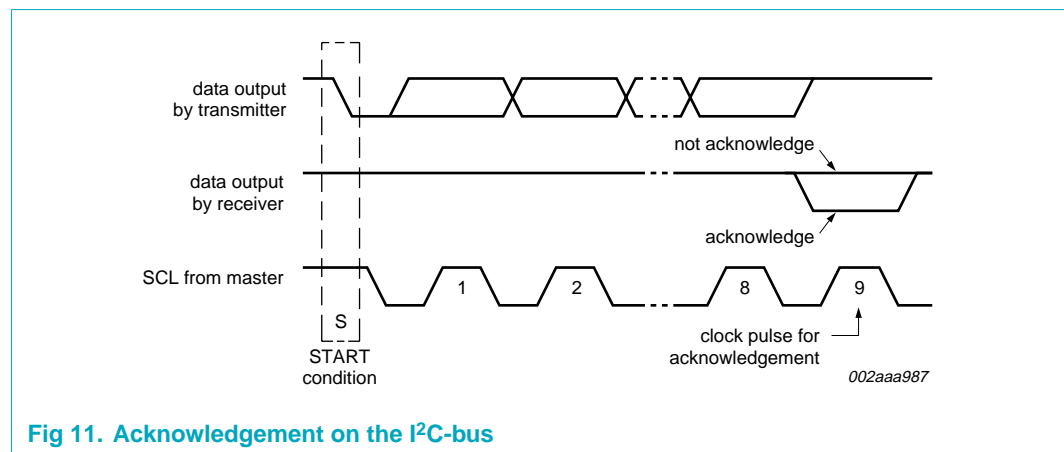 data output
by transmitter
not acknowledge
data output
by receiver
acknowledge
SCL from master
1
2
8
9
S
START
condition
clock pulse for
acknowledgement
002aaa987
Fig 11. Acknowledgement on the I²C-bus